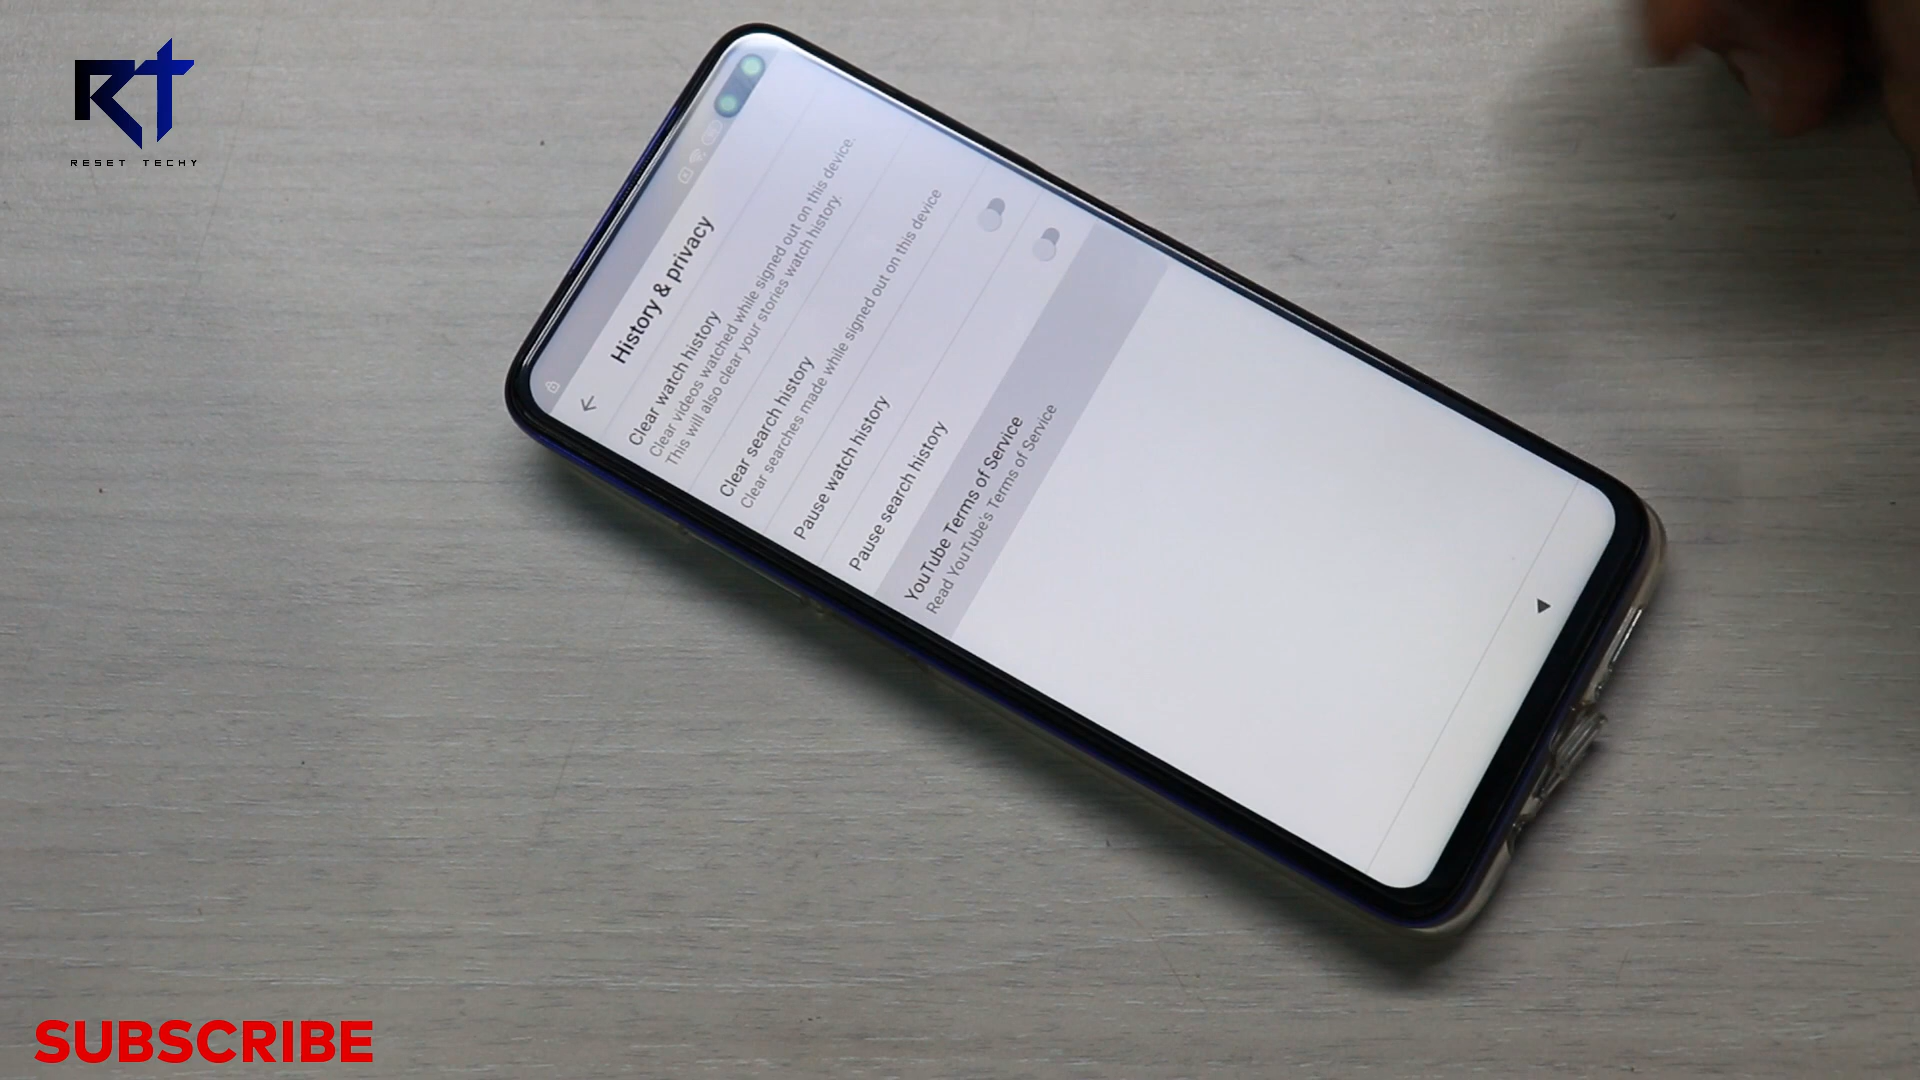 RT
RESET TECHY
History & privacy
Clear watch history
Clear videos watched while signed out on this device.
This will also clear your stories watch history.
Clear search history
Clear searches made while signed out on this device
Pause watch history
Pause search history
YouTube Terms of Service
Read YouTube's Terms of Service
SUBSCRIBE